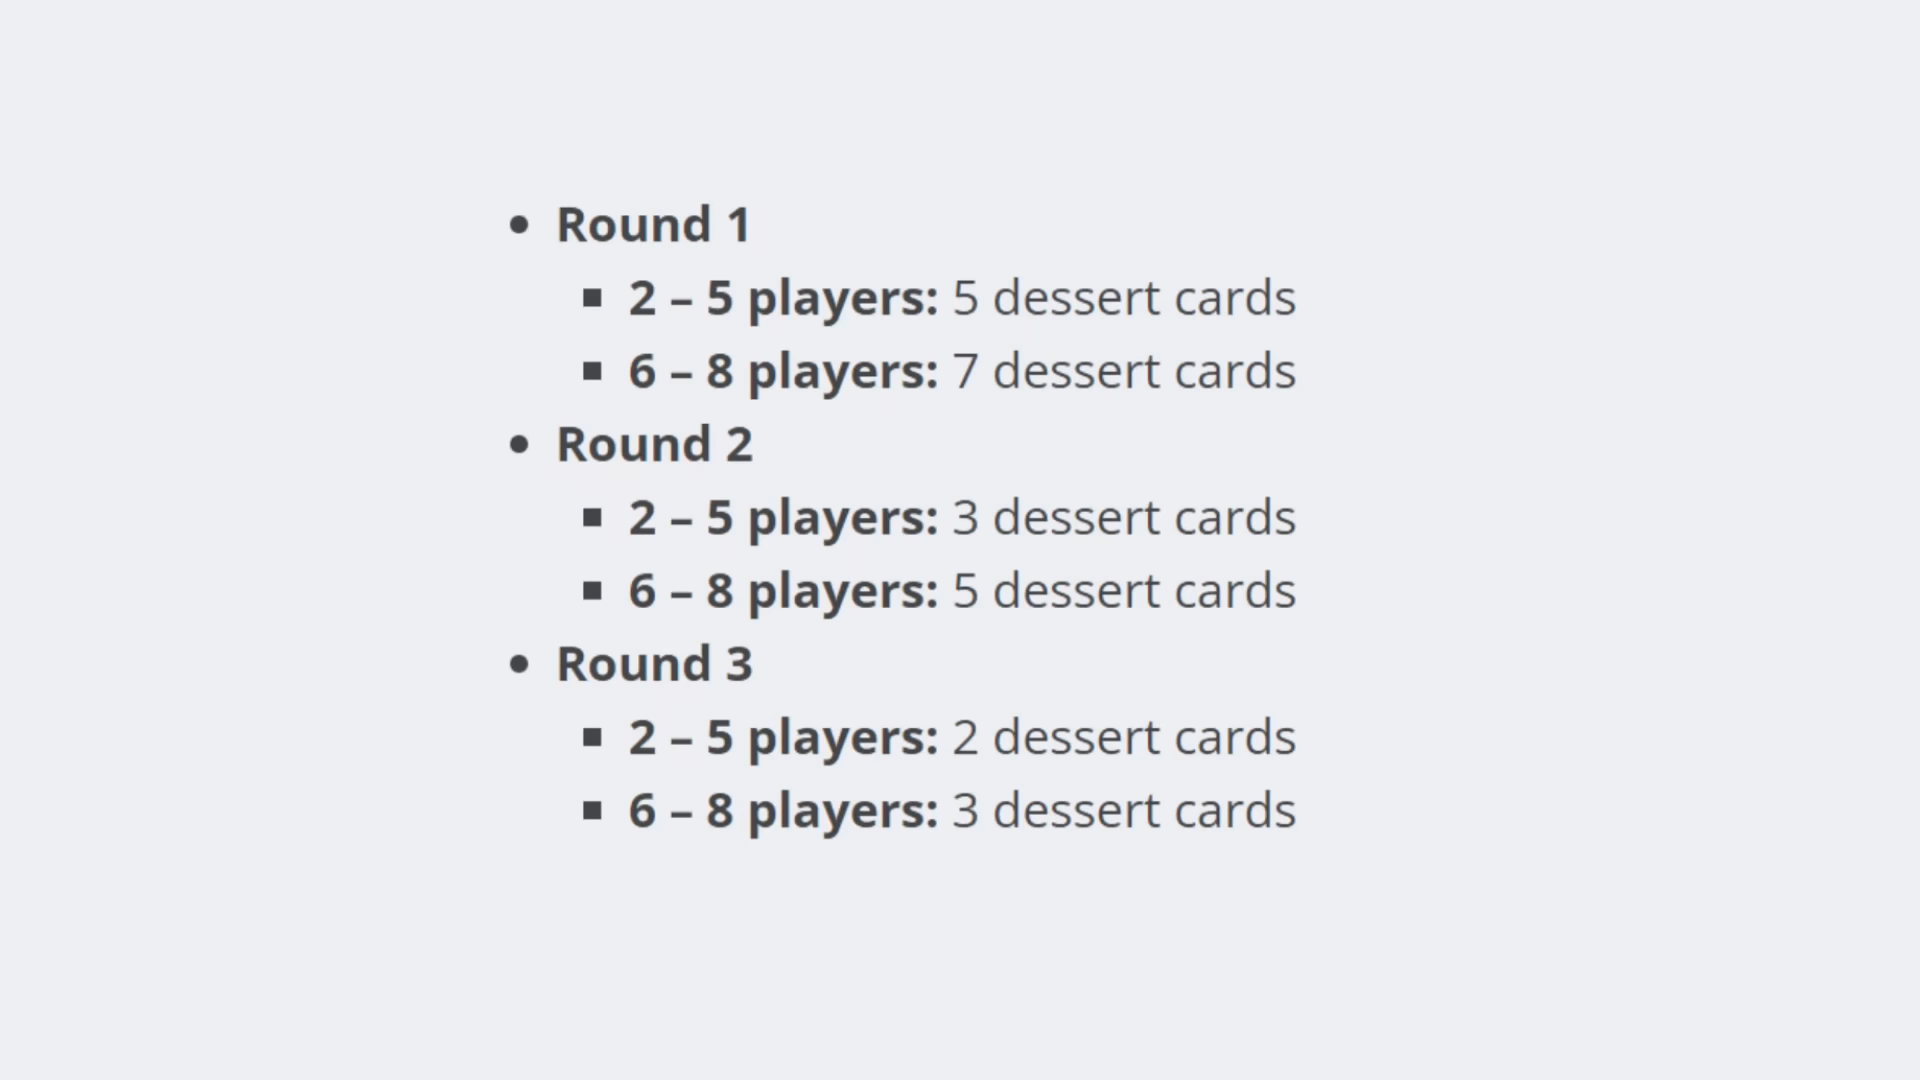 • Round 1
▪ 2 – 5 players: 5 dessert cards
▪ 6 – 8 players: 7 dessert cards
• Round 2
▪ 2 – 5 players: 3 dessert cards
▪ 6 – 8 players: 5 dessert cards
• Round 3
▪ 2 – 5 players: 2 dessert cards
▪ 6 – 8 players: 3 dessert cards